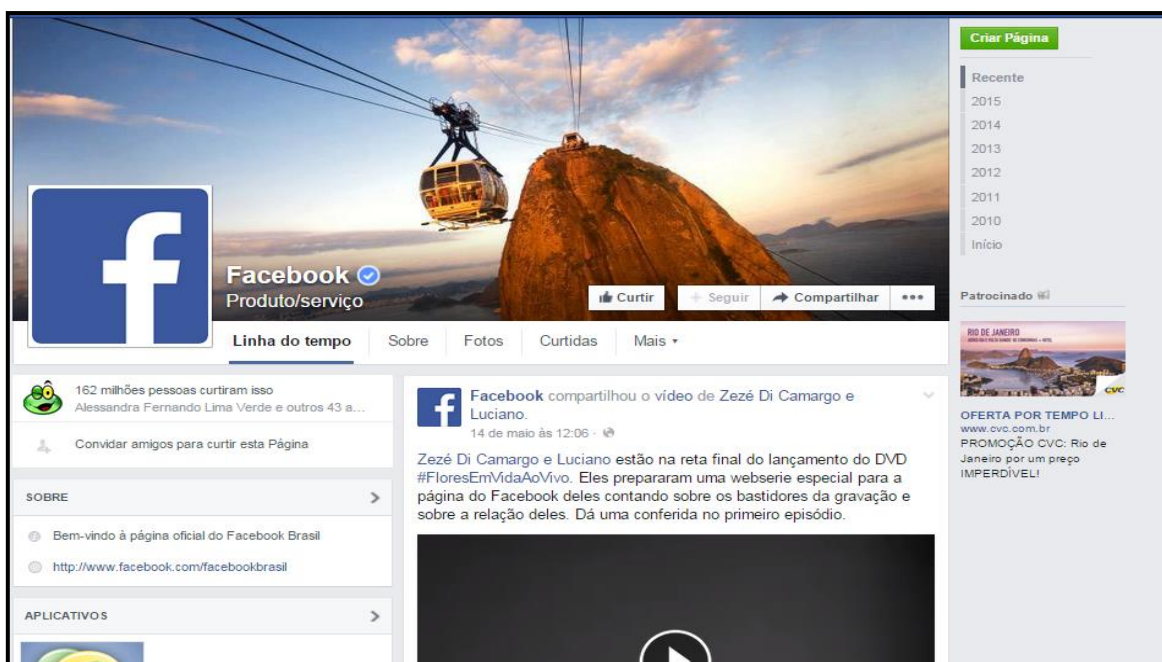 Criar Página
Recente
2015
2014
2013
2012
2011
2010
Início
f
Facebook
Produto/serviço
Curtir
Seguir
Compartilhar
Linha do tempo
Sobre
Fotos
Curtidas
Mais
162 milhões pessoas curtiram isso
Alessandra Fernando Lima Verde e outros 43 a...
Convidar amigos para curtir esta Página
SOBRE
Bem-vindo à página oficial do Facebook Brasil
http://www.facebook.com/facebookbrasil
APLICATIVOS
f
Facebook compartilhou o vídeo de Zezé Di Camargo e
Luciano.
14 de maio às 12:06 ·
Zezé Di Camargo e Luciano estão na reta final do lançamento do DVD
#FloresEmVidaAoVivo. Eles prepararam uma webserie especial para a
página do Facebook deles contando sobre os bastidores da gravação e
sobre a relação deles. Dá uma conferida no primeiro episódio.
Patrocinado
RIO DE JANEIRO
CVC
OFERTA POR TEMPO LI...
www.cvc.com.br
PROMOÇÃO CVC: Rio de
Janeiro por um preço
IMPERDÍVEL!